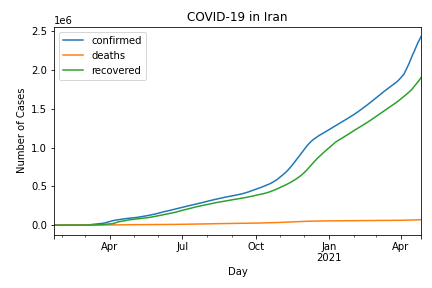 COVID-19 in Iran
1e6
confirmed
deaths
recovered
2.5
2.0
1.5
1.0
0.5
0.0
Number of Cases
Apr
Jul
Oct
Jan
2021
Apr
Day